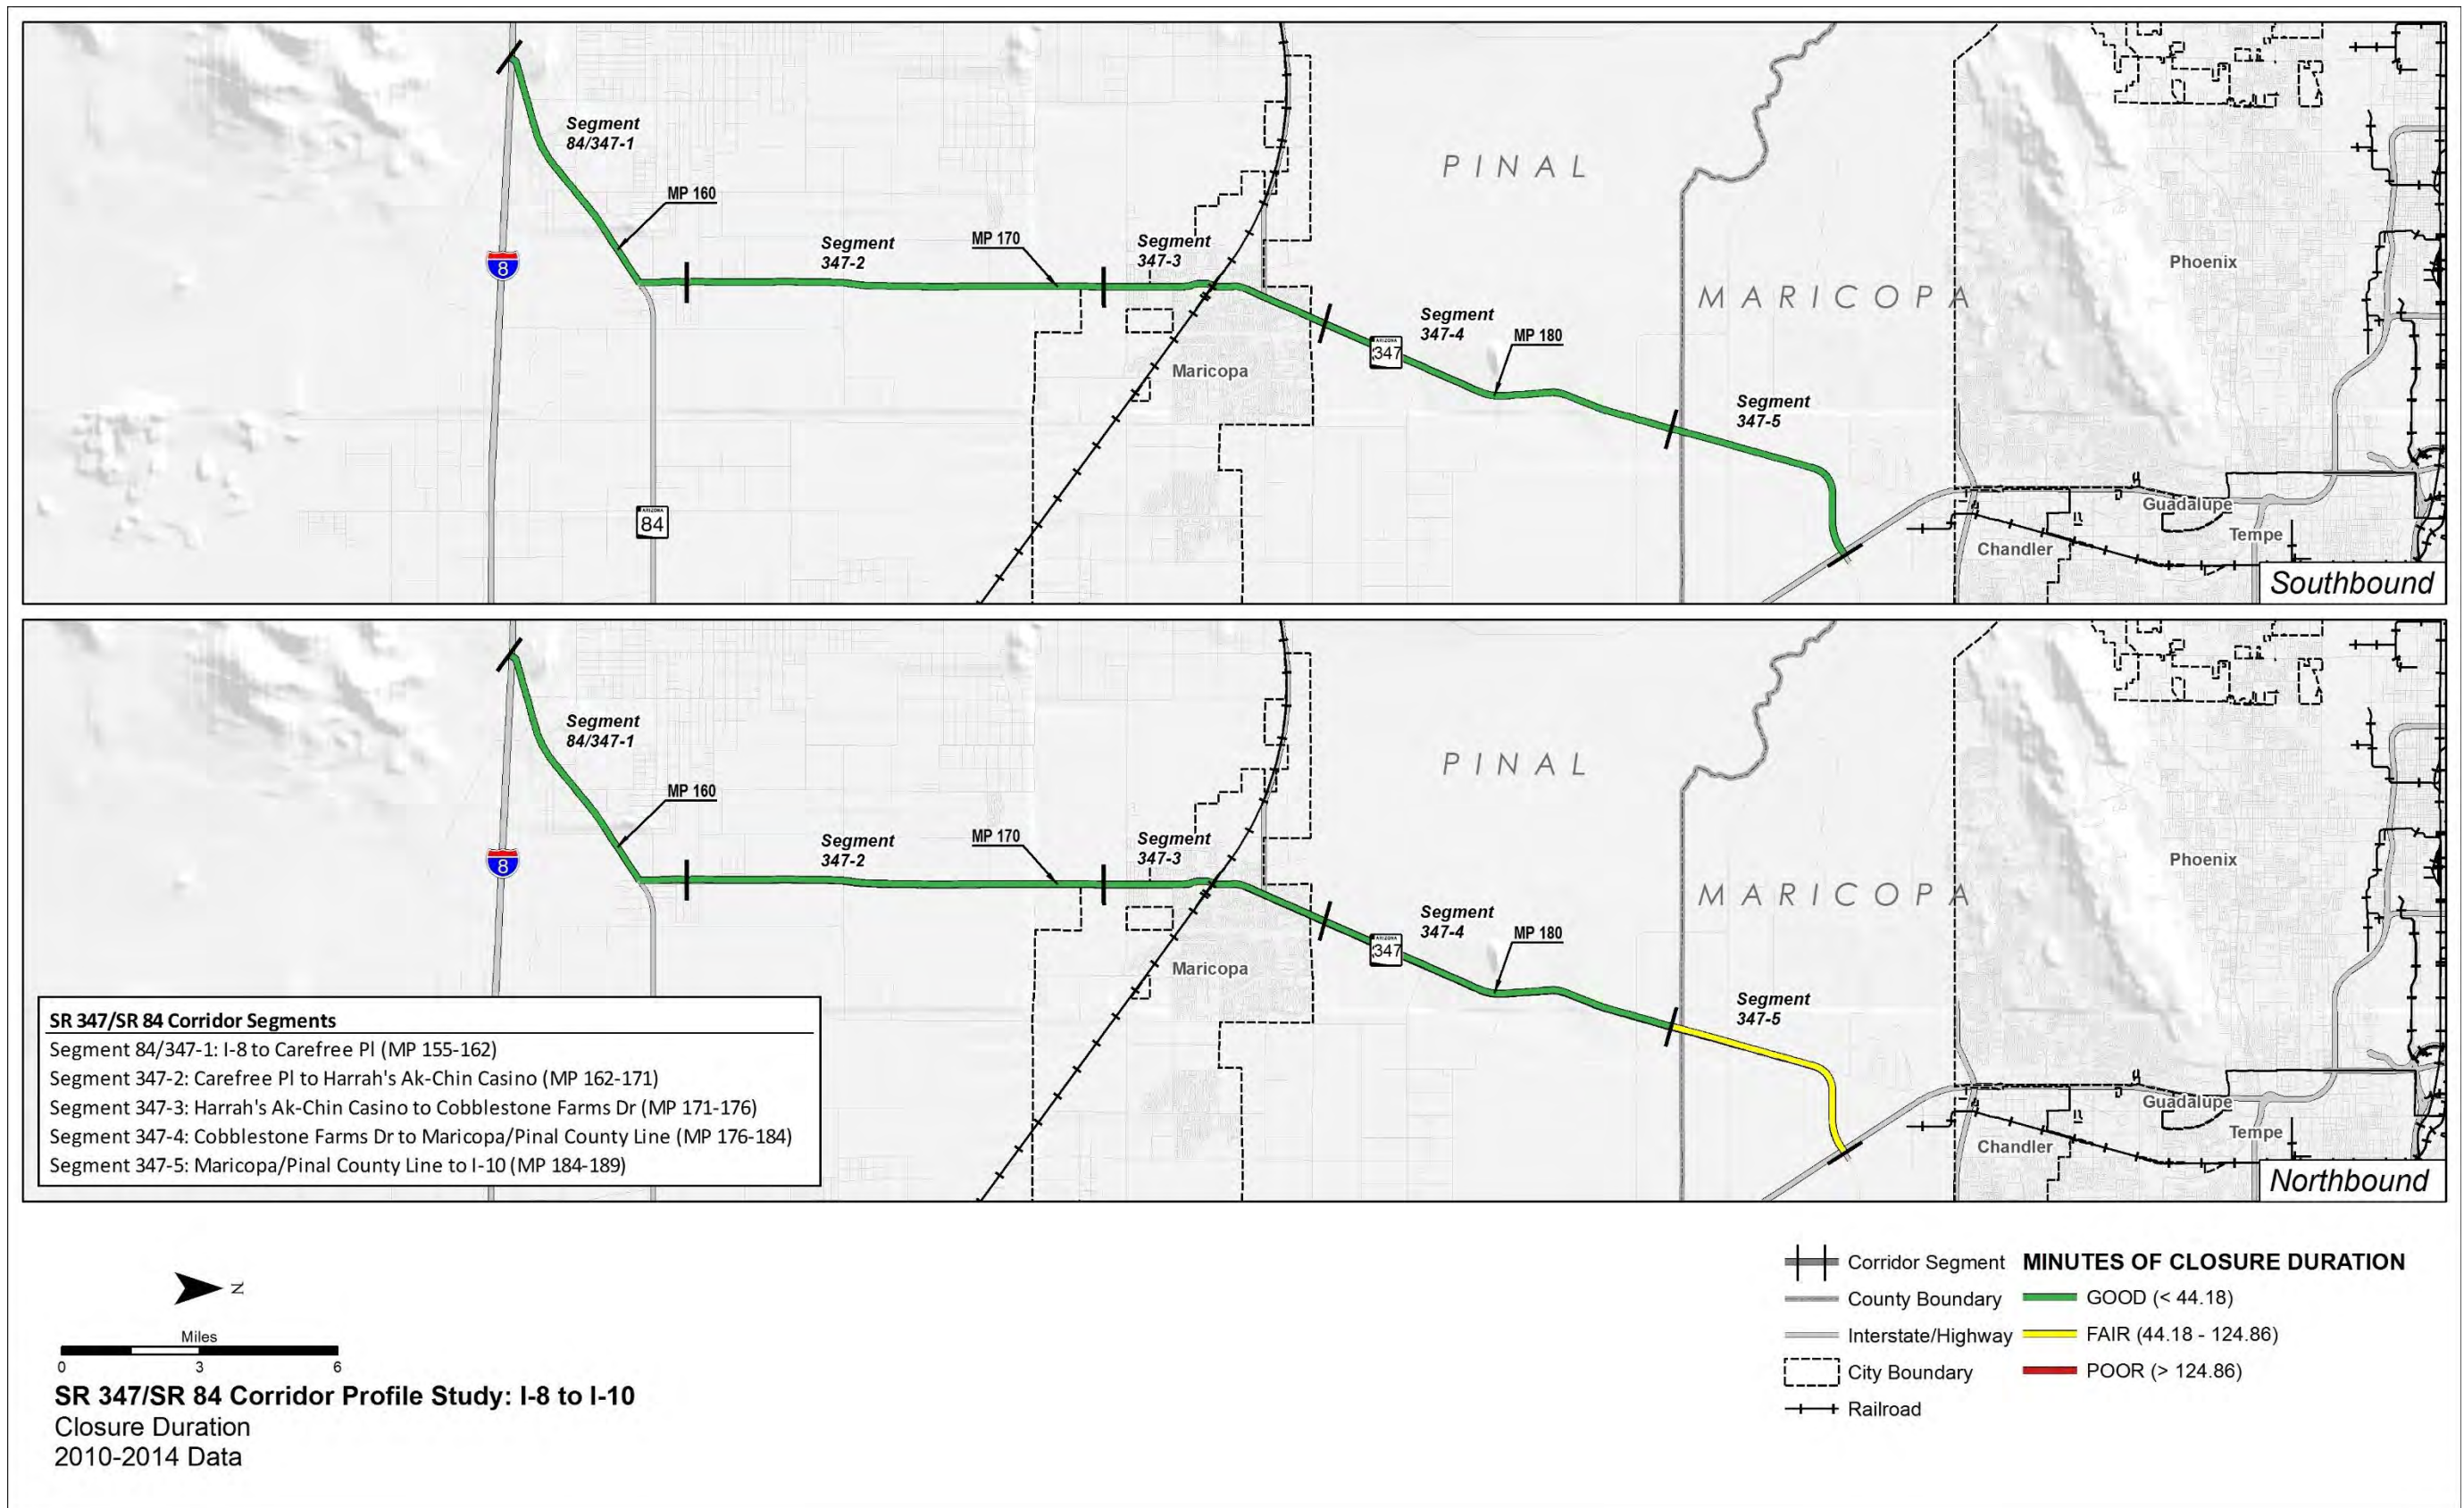 Segment
84/347-1
MP 160
8
Segment
347-2
MP 170
Segment
347-3
PINAL
MARICOPA
Phoenix
Segment
347-4
ARIZONA
347
MP 180
Maricopa
Segment
347-5
ARIZONA
84
Guadalupe
Tempe
Chandler
Southbound
Segment
84/347-1
MP 160
8
Segment
347-2
MP 170
Segment
347-3
PINAL
MARICOPA
Phoenix
Segment
347-4
ARIZONA
347
MP 180
Maricopa
Segment
347-5
Guadalupe
Tempe
Chandler
Northbound
SR 347/SR 84 Corridor Segments
Segment 84/347-1: I-8 to Carefree Pl (MP 155-162)
Segment 347-2: Carefree Pl to Harrah's Ak-Chin Casino (MP 162-171)
Segment 347-3: Harrah's Ak-Chin Casino to Cobblestone Farms Dr (MP 171-176)
Segment 347-4: Cobblestone Farms Dr to Maricopa/Pinal County Line (MP 176-184)
Segment 347-5: Maricopa/Pinal County Line to I-10 (MP 184-189)
N
Miles
0 3 6
SR 347/SR 84 Corridor Profile Study: I-8 to I-10
Closure Duration
2010-2014 Data
Corridor Segment
County Boundary
Interstate/Highway
City Boundary
Railroad
MINUTES OF CLOSURE DURATION
GOOD (< 44.18)
FAIR (44.18 - 124.86)
POOR (> 124.86)